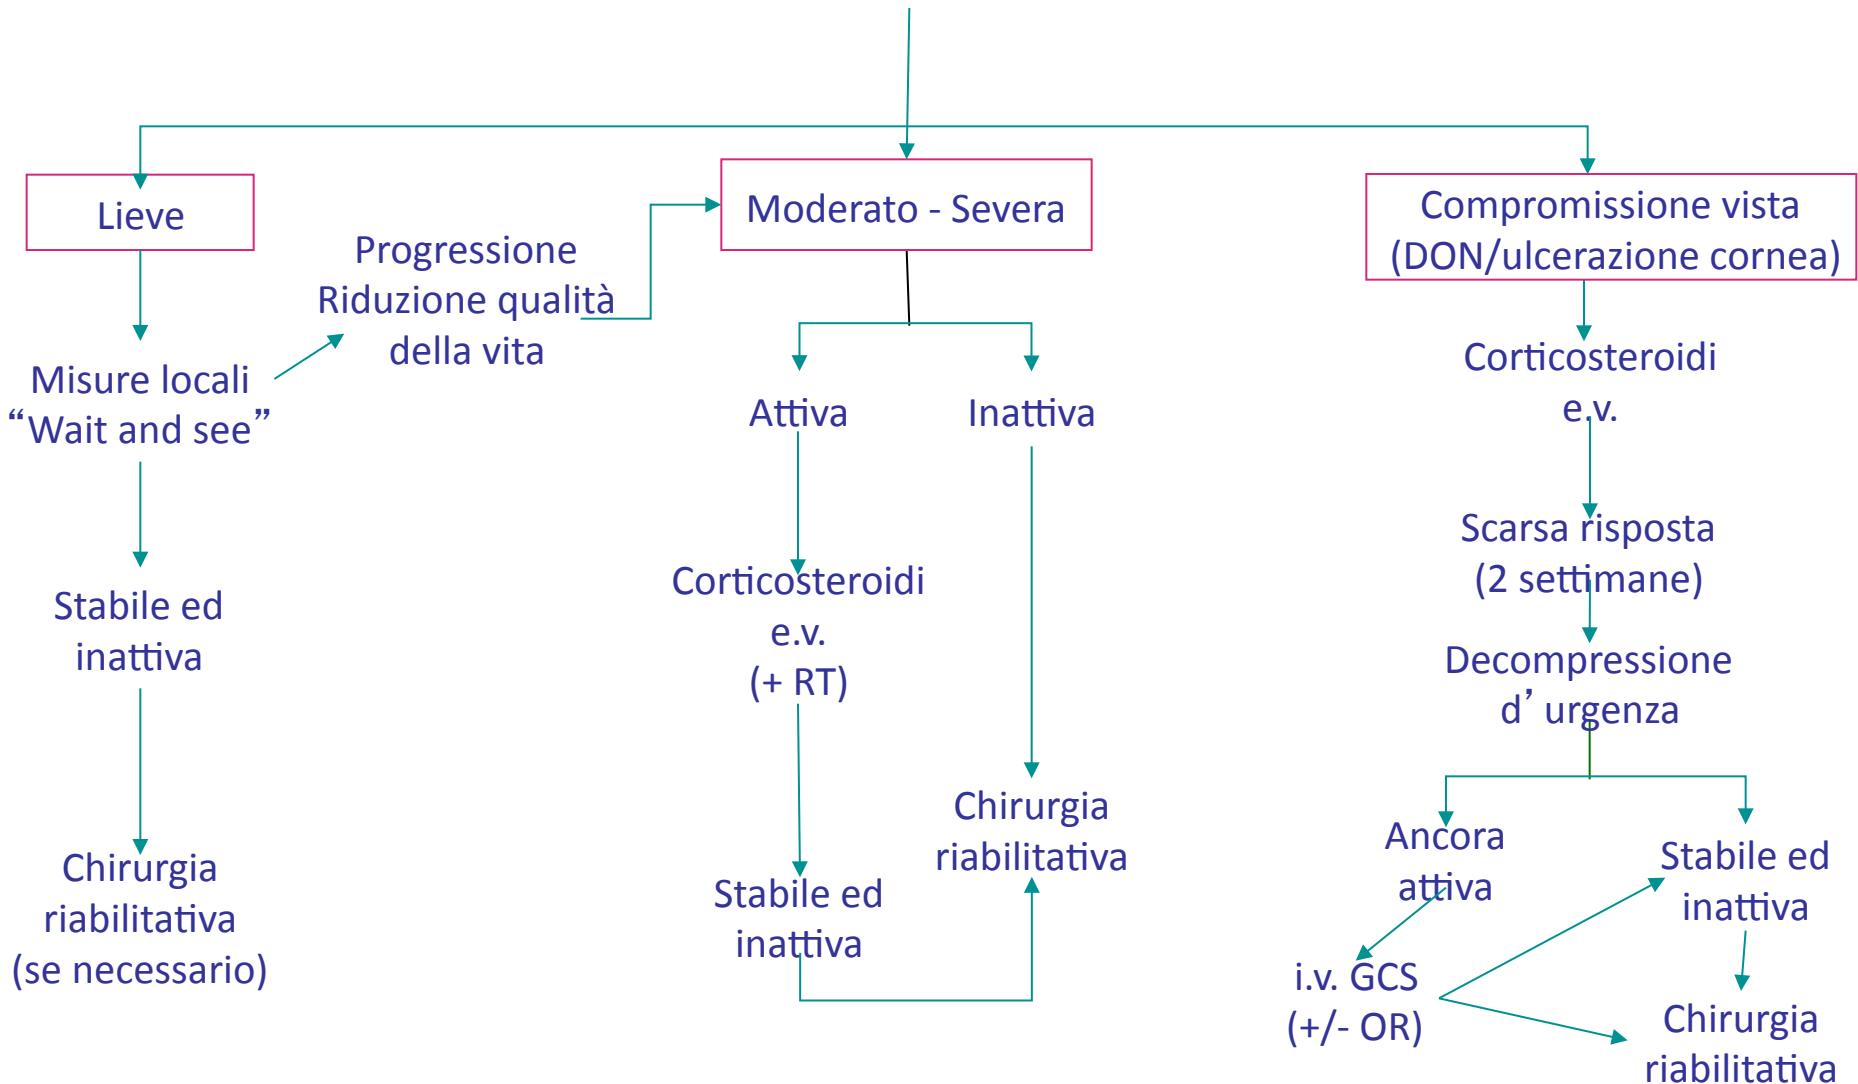 Lieve
Misure locali
“Wait and see”
Stabile ed
inattiva
Chirurgia
riabilitativa
(se necessario)
Progressione
Riduzione qualità
della vita
Moderato - Severa
Attiva
Corticosteroidi
e.v.
(+ RT)
Stabile ed
inattiva
Inattiva
Chirurgia
riabilitativa
Compromissione vista
(DON/ulcerazione cornea)
Corticosteroidi
e.v.
Scarsa risposta
(2 settimane)
Decompressione
d’ urgenza
Ancora
attiva
i.v. GCS
(+/- OR)
Stabile ed
inattiva
Chirurgia
riabilitativa